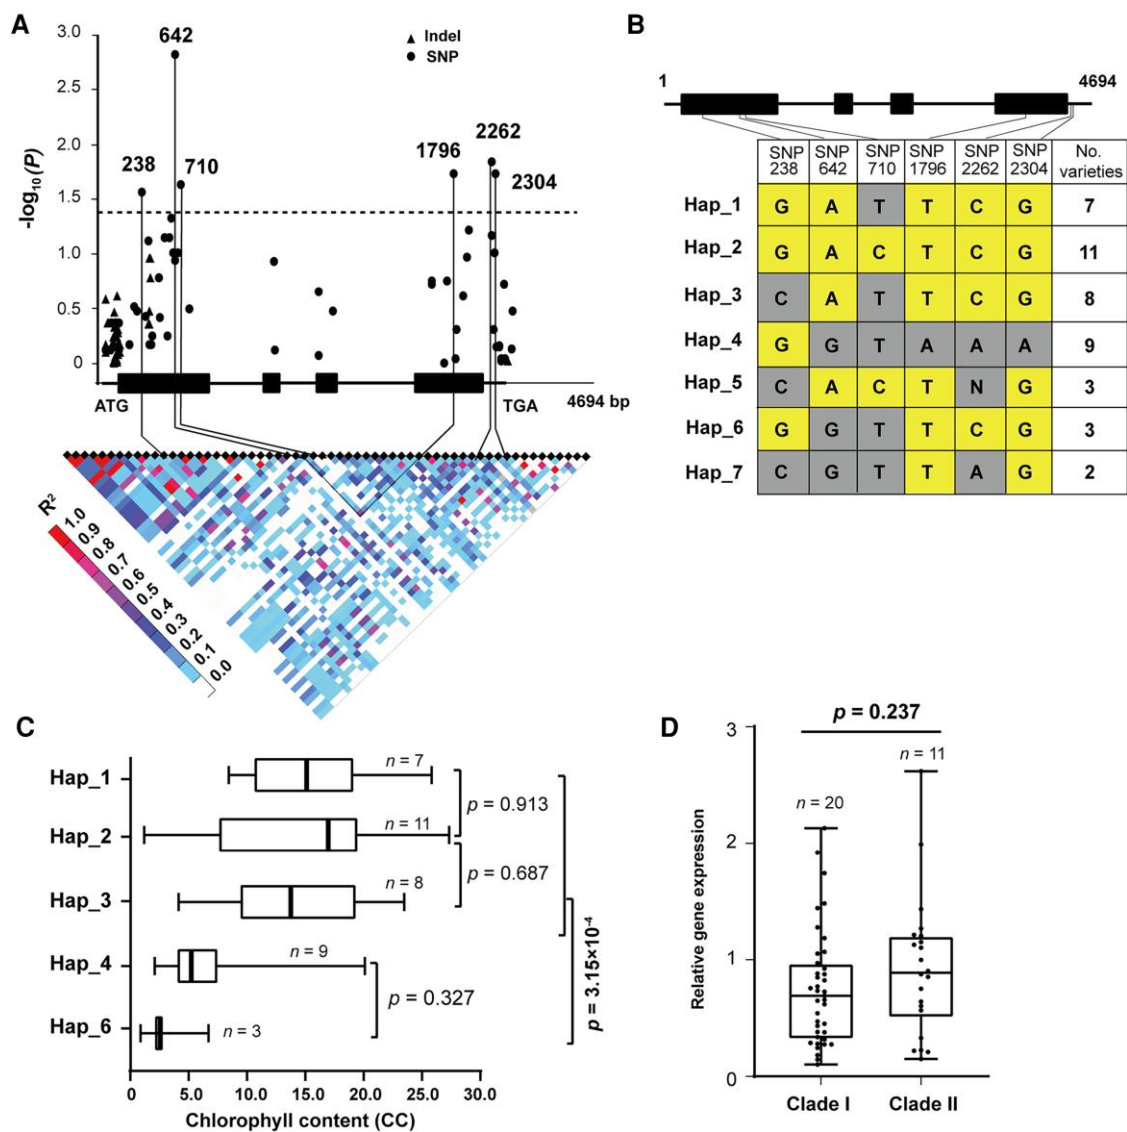 A
3.0
2.5
2.0
1.5
1.0
0.5
0
-log10(P)
642
238
710
1796
2262
2304
Indel
SNP
ATG
TGA
4694 bp
R2
1.0
0.9
0.8
0.7
0.6
0.5
0.4
0.3
0.2
0.1
0.0
B
1
4694
SNP 238
SNP 642
SNP 710
SNP 1796
SNP 2262
SNP 2304
No. varieties
Hap_1 G A T T C G 7
Hap_2 G A C T C G 11
Hap_3 C A T T C G 8
Hap_4 G G T A A A 9
Hap_5 C A C T N G 3
Hap_6 G G T T C G 3
Hap_7 C G T T A G 2
C
Hap_1
Hap_2
Hap_3
Hap_4
Hap_6
n = 7
n = 11
n = 8
n = 9
n = 3
p = 0.913
p = 0.687
p = 0.327
p = 3.15×10-4
0 5.0 10.0 15.0 20.0 25.0 30.0
Chlorophyll content (CC)
D
p = 0.237
n = 20
n = 11
3
2
1
0
Relative gene expression
Clade I
Clade II